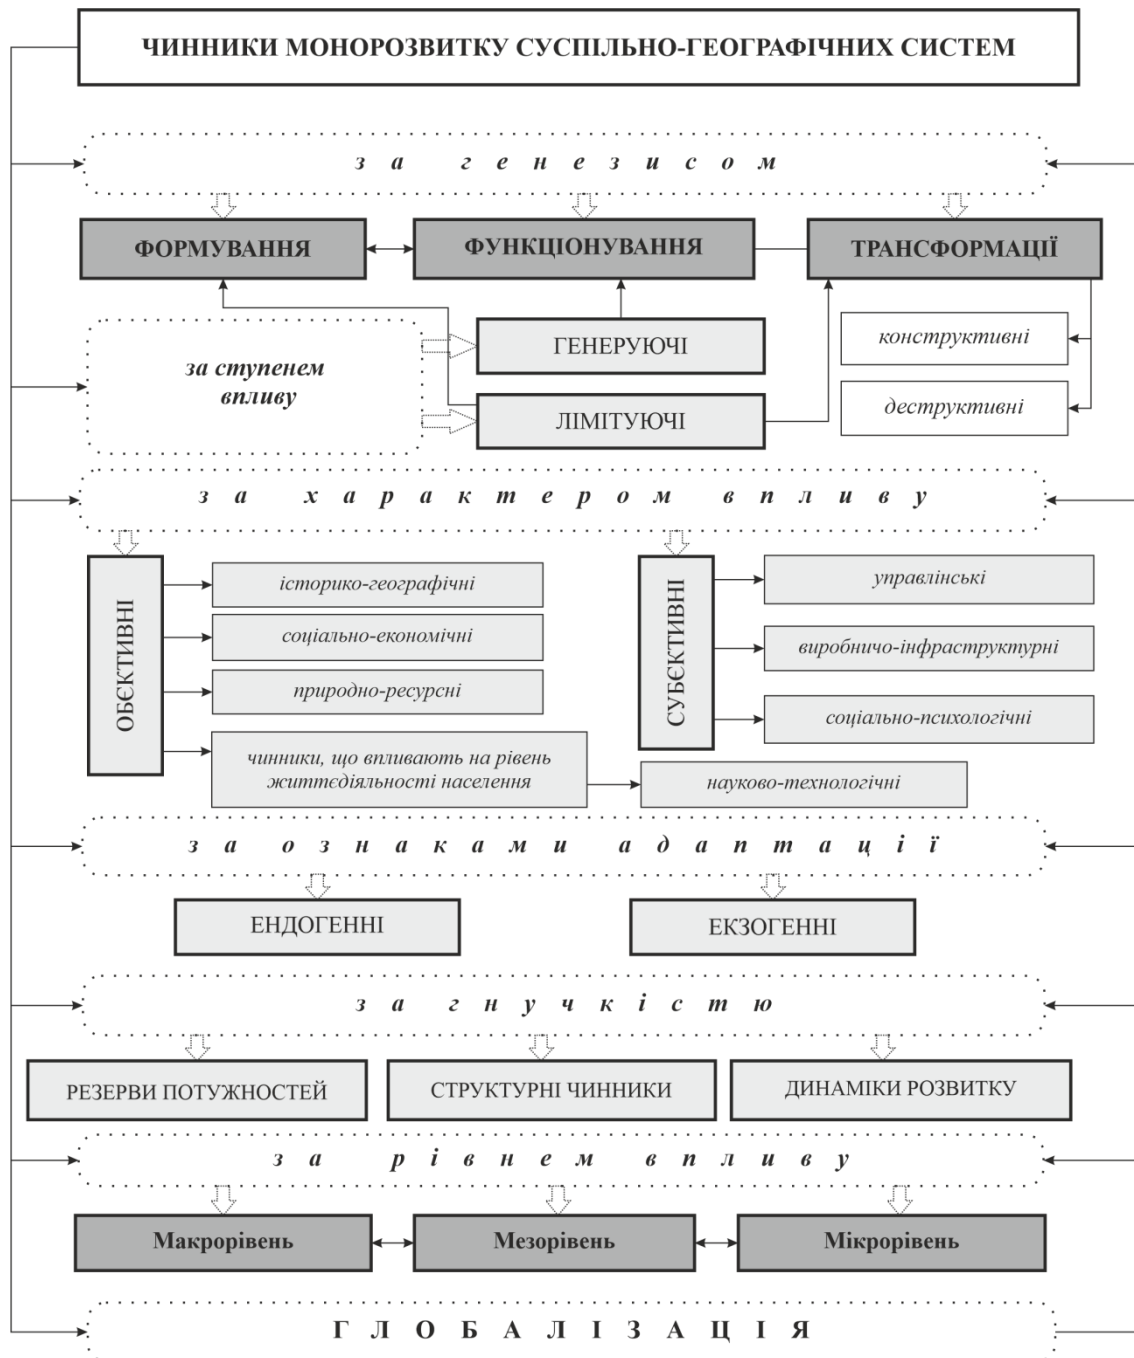 ЧИННИКИ МОНОРОЗВИТКУ СУСПІЛЬНО-ГЕОГРАФІЧНИХ СИСТЕМ
за генезисом
ФОРМУВАННЯ
ФУНКЦІОНУВАННЯ
ТРАНСФОРМАЦІЇ
за ступенем
впливу
ГЕНЕРУЮЧІ
ЛІМІТУЮЧІ
конструктивні
деструктивні
за характером впливу
ОБЄКТИВНІ
історико-географічні
соціально-економічні
природно-ресурсні
чинники, що впливають на рівень
життєдіяльності населення
науково-технологічні
СУБЄКТИВНІ
управлінські
виробничо-інфраструктурні
соціально-психологічні
за ознаками адаптації
ЕНДОГЕННІ
ЕКЗОГЕННІ
за гнучкістю
РЕЗЕРВИ ПОТУЖНОСТЕЙ
СТРУКТУРНІ ЧИННИКИ
ДИНАМІКИ РОЗВИТКУ
за рівнем впливу
Макрорівень
Мезорівень
Мікрорівень
ГЛОБАЛІЗАЦІЯ